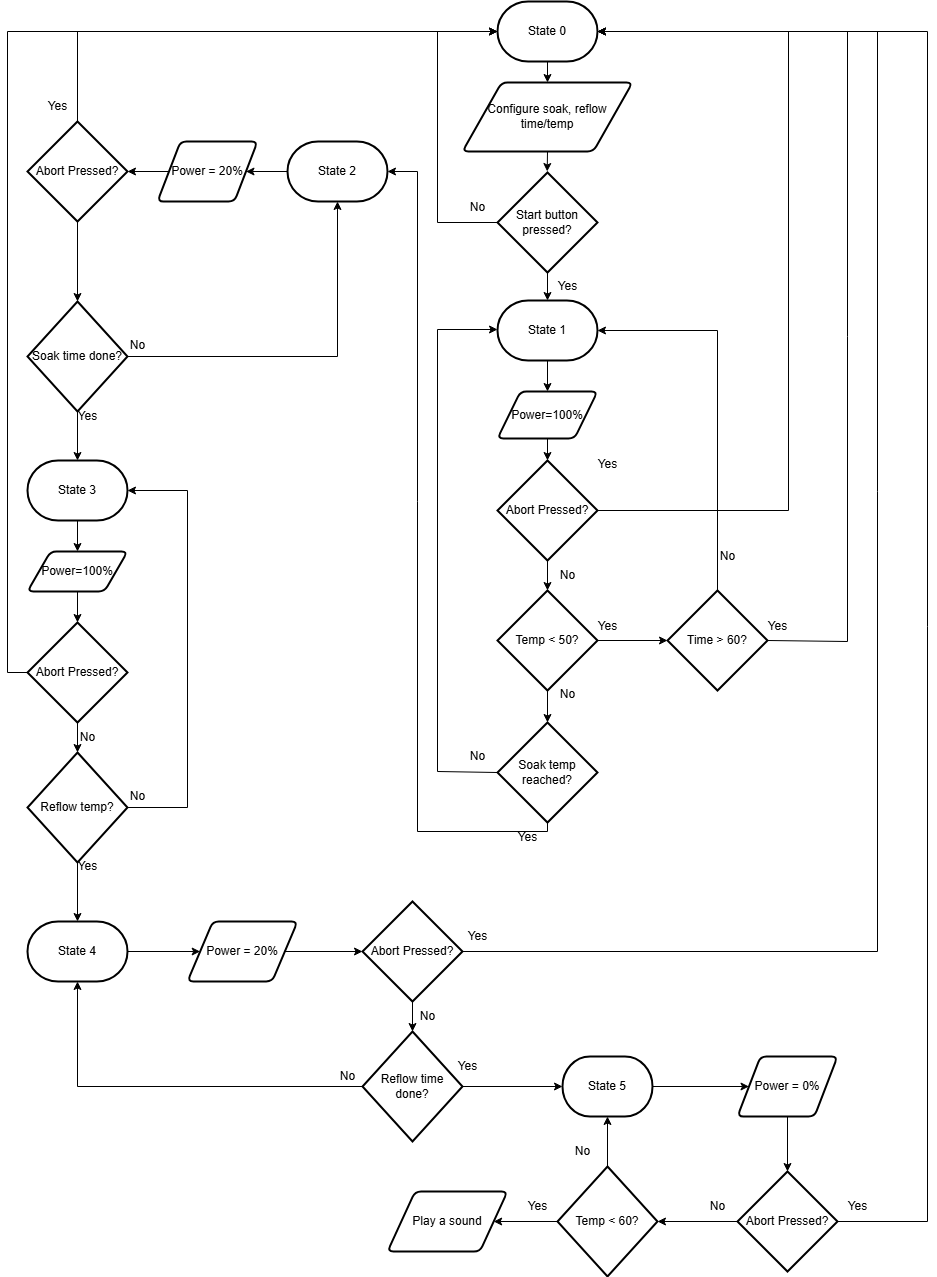 State 0
Configure soak, reflow
time/temp
Yes
Abort Pressed?
Power = 20%
State 2
No
Start button
pressed?
Yes
State 1
Soak time done?
No
Yes
Power=100%
Yes
State 3
Abort Pressed?
No
No
Power=100%
Temp < 50?
Yes
Time > 60?
Yes
Abort Pressed?
No
No
No
Soak temp
reached?
Reflow temp?
No
Yes
Yes
State 4
Power = 20%
Abort Pressed?
Yes
No
No
Reflow time
done?
Yes
State 5
Power = 0%
No
Play a sound
Yes
Temp < 60?
No
Abort Pressed?
Yes